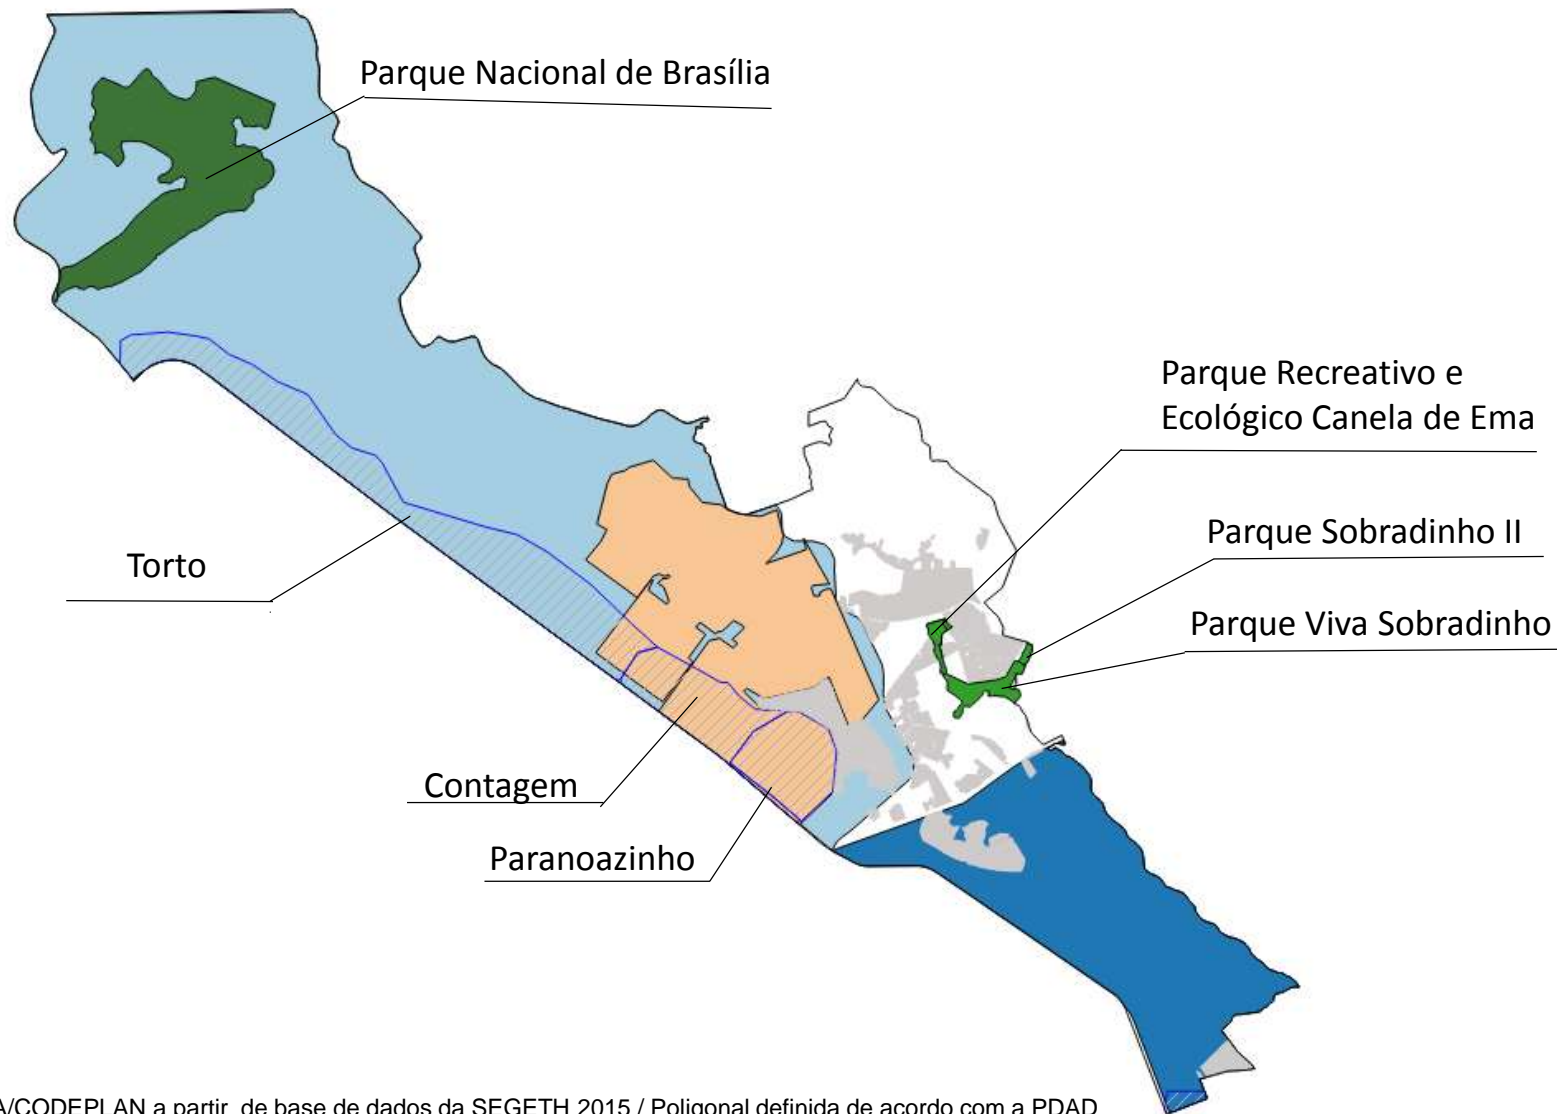 Parque Nacional de Brasília
Parque Recreativo e
Ecológico Canela de Ema
Parque Sobradinho II
Torto
Parque Viva Sobradinho
Contagem
Paranoazinho
A/CODEPLAN a partir de base de dados da SEGETH 2015 / Poligonal definida de acordo com a PDAD